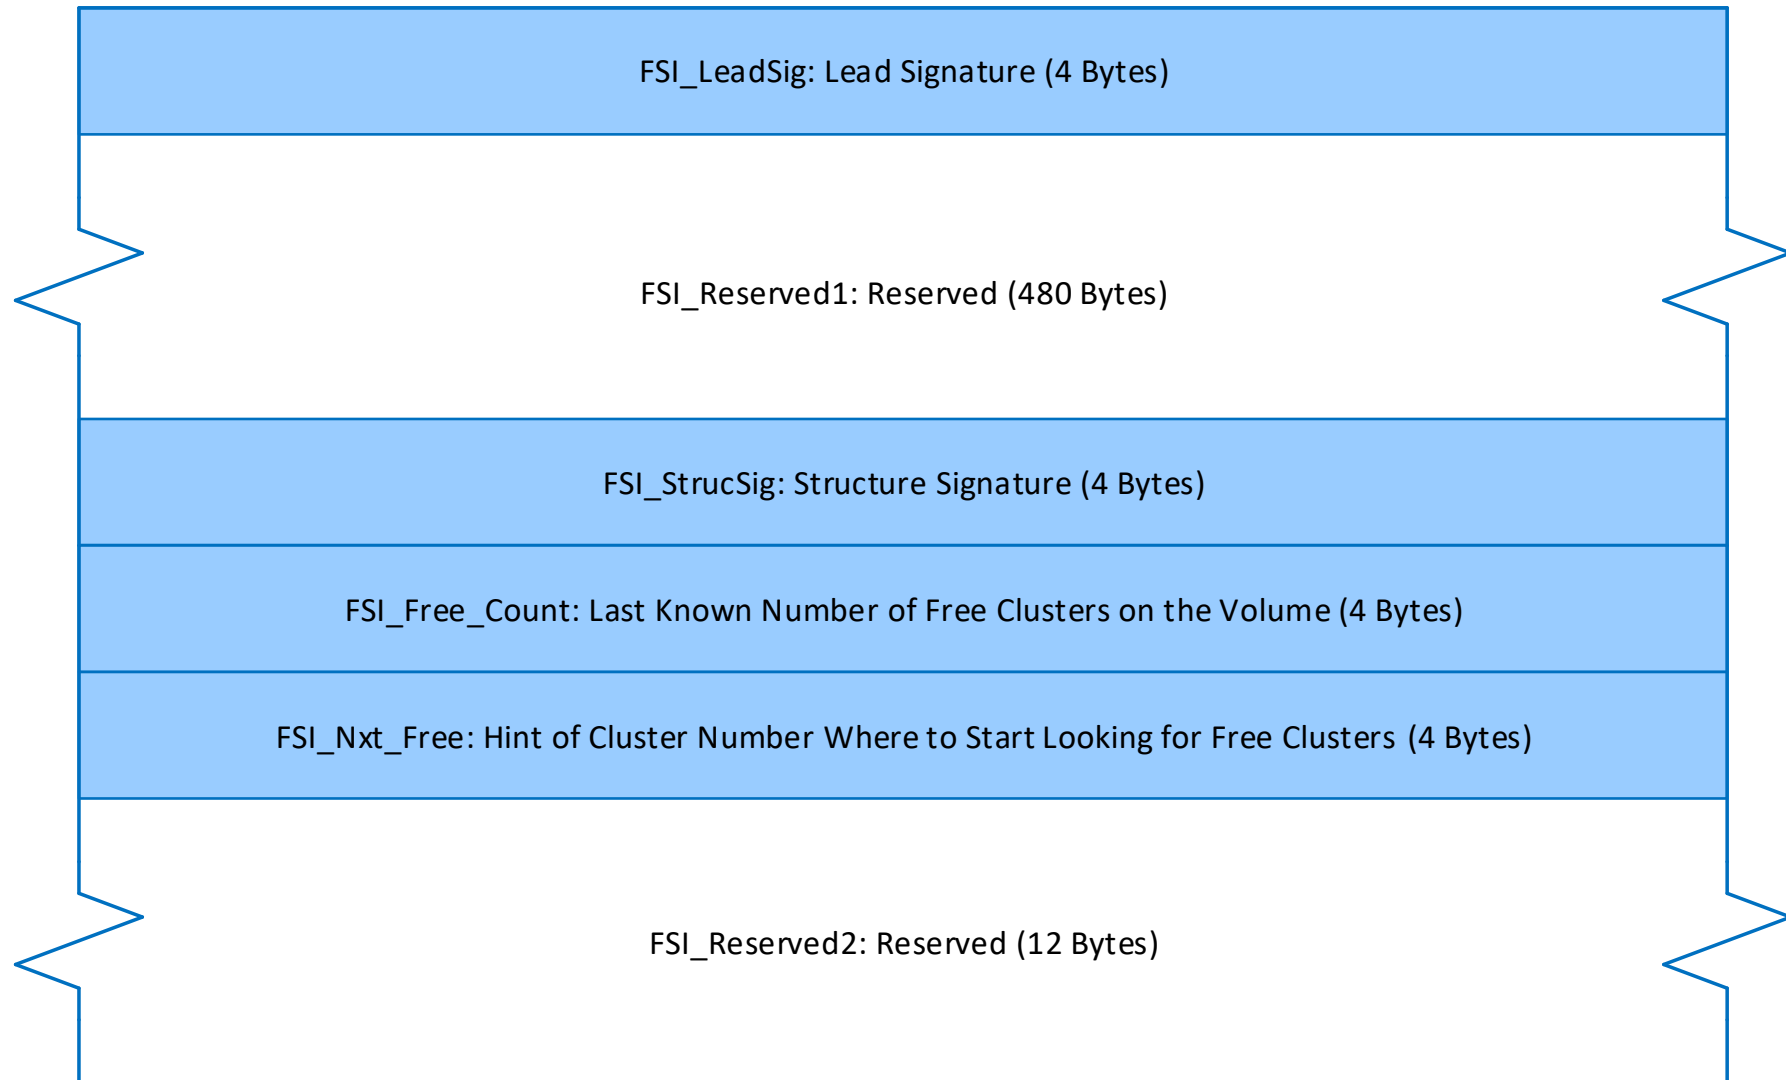 FSI_LeadSig: Lead Signature (4 Bytes)
FSI_Reserved1: Reserved (480 Bytes)
FSI_StrucSig: Structure Signature (4 Bytes)
FSI_Free_Count: Last Known Number of Free Clusters on the Volume (4 Bytes)
FSI_Nxt_Free: Hint of Cluster Number Where to Start Looking for Free Clusters (4 Bytes)
FSI_Reserved2: Reserved (12 Bytes)